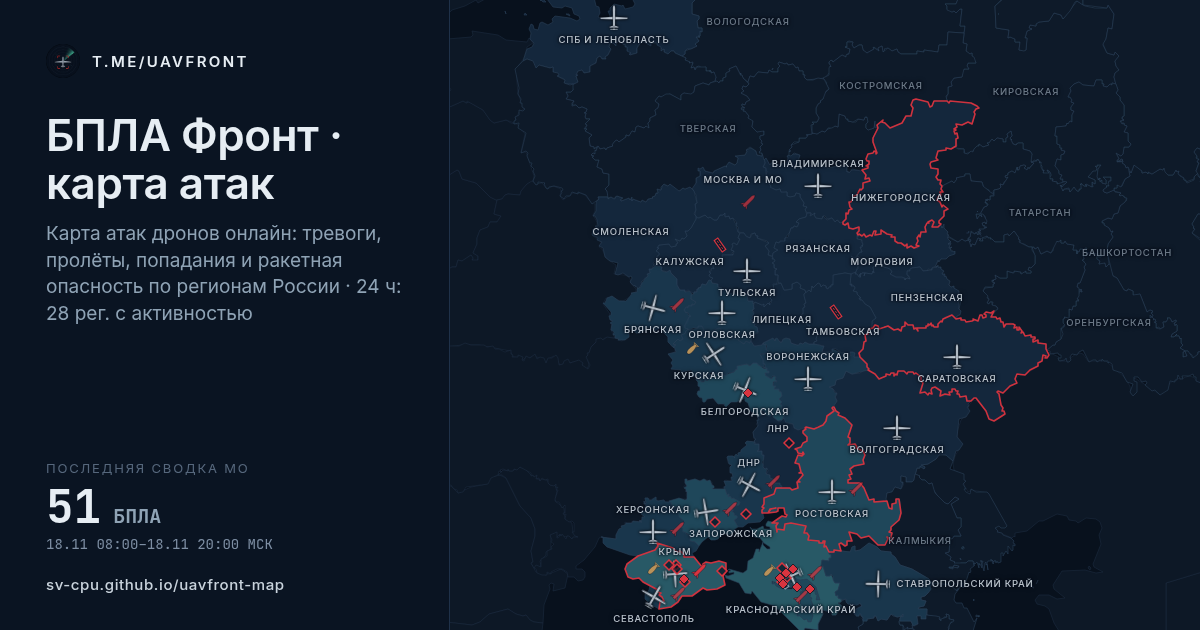 T.ME/UAVFRONT
БПЛА Фронт ·
карта атак
Карта атак дронов онлайн: тревоги,
пролёты, попадания и ракетная
опасность по регионам России · 24 ч:
28 рег. с активностью
ПОСЛЕДНЯЯ СВОДКА МО
51 БПЛА
18.11 08:00–18.11 20:00 МСК
sv-cpu.github.io/uavfront-map
ВОЛОГОДСКАЯ
СПБ И ЛЕНОБЛАСТЬ
КОСТРОМСКАЯ
КИРОВСКАЯ
ТВЕРСКАЯ
ВЛАДИМИРСКАЯ
МОСКВА И МО
НИЖЕГОРОДСКАЯ
ТАТАРСТАН
СМОЛЕНСКАЯ
РЯЗАНСКАЯ
БАШКОРТОСТАН
КАЛУЖСКАЯ
МОРДОВИЯ
ТУЛЬСКАЯ
ПЕНЗЕНСКАЯ
ЛИПЕЦКАЯ
ОРЕНБУРГСКАЯ
БРЯНСКАЯ
ОРЛОВСКАЯ
ТАМБОВСКАЯ
ВОРОНЕЖСКАЯ
КУРСКАЯ
САРАТОВСКАЯ
БЕЛГОРОДСКАЯ
ЛНР
ВОЛГОГРАДСКАЯ
ДНР
ХЕРСОНСКАЯ
РОСТОВСКАЯ
ЗАПОРОЖСКАЯ
КАЛМЫКИЯ
КРЫМ
СТАВРОПОЛЬСКИЙ КРАЙ
КРАСНОДАРСКИЙ КРАЙ
СЕВАСТОПОЛЬ